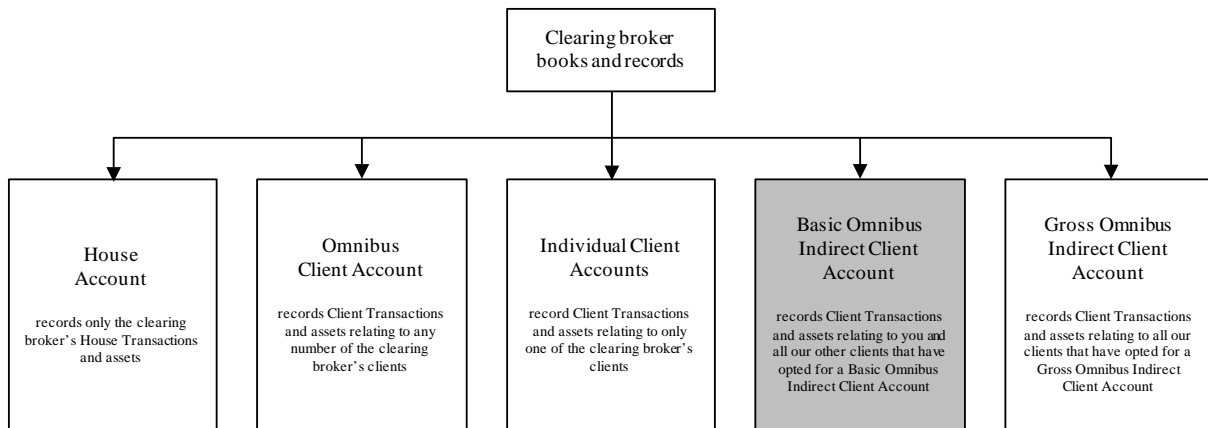 Clearing broker
books and records
House
Account
records only the clearing
broker's House Transactions
and assets
Omnibus
Client Account
records Client Transactions
and assets relating to any
number of the clearing
broker's clients
Individual Client
Accounts
record Client Transactions
and assets relating to only
one of the clearing broker's
clients
Basic Omnibus
Indirect Client
Account
records Client Transactions
and assets relating to you and
all our other clients that have
opted for a Basic Omnibus
Indirect Client Account
Gross Omnibus
Indirect Client
Account
records Client Transactions
and assets relating to all our
clients that have opted for a
Gross Omnibus Indirect
Client Account